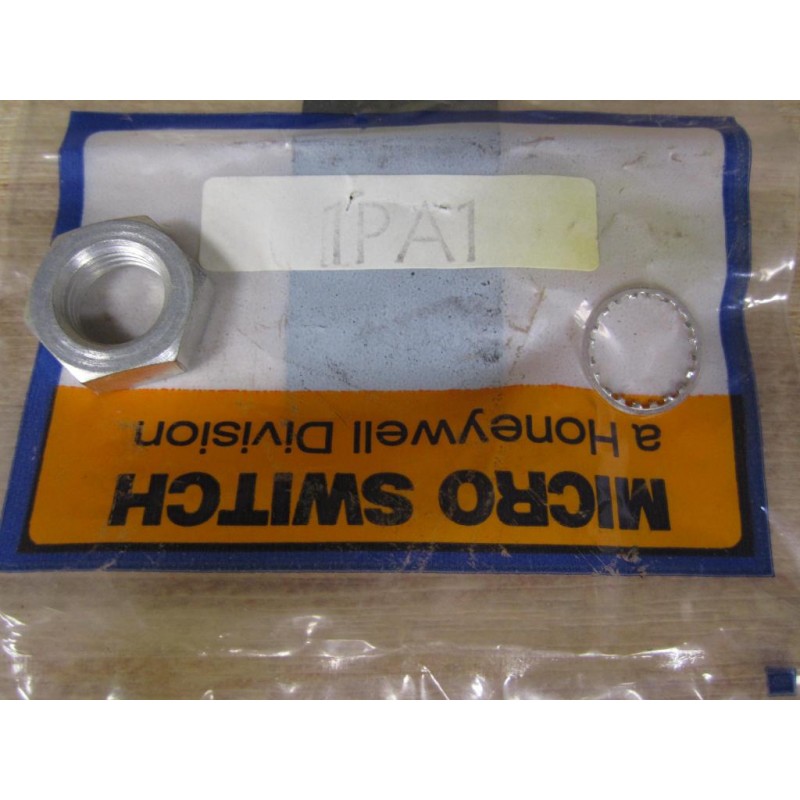 1PA1
MICRO SWITCH
a Honeywell Division